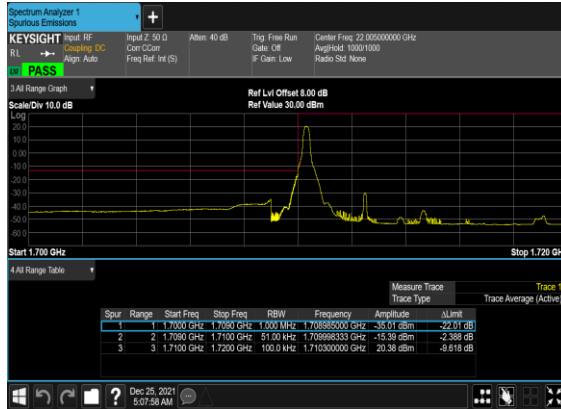 Spectrum Analyzer 1
Spurious Emissions
KEYSIGHT Input: RF Input Z: 50 Ω Atten: 40 dB Trig: Free Run Center Freq: 22.005000000 GHz
RL Coupling: DC Corr CCorr Gate: Off Avg|Hold: 1000/1000
Align: Auto Freq Ref: Int (S) IF Gain: Low Radio Std: None
PASS
3 All Range Graph Ref Lvl Offset 8.00 dB
Scale/Div 10.0 dB Ref Value 30.00 dBm
Log
20.0
10.0
0.00
-10.0
-20.0
-30.0
-40.0
-50.0
-60.0
Start 1.700 GHz Stop 1.720 GH
4 All Range Table
Measure Trace Trace 1
Trace Type Trace Average (Active)
Spur Range Start Freq Stop Freq RBW Frequency Amplitude ΔLimit
1 1 1.7000 GHz 1.7090 GHz 1.000 MHz 1.708985000 GHz -35.01 dBm -22.01 dB
2 2 1.7090 GHz 1.7100 GHz 51.00 kHz 1.709998333 GHz -15.39 dBm -2.388 dB
3 3 1.7100 GHz 1.7200 GHz 100.0 kHz 1.710300000 GHz 20.38 dBm -9.618 dB
? Dec 25, 2021
5:07:58 AM